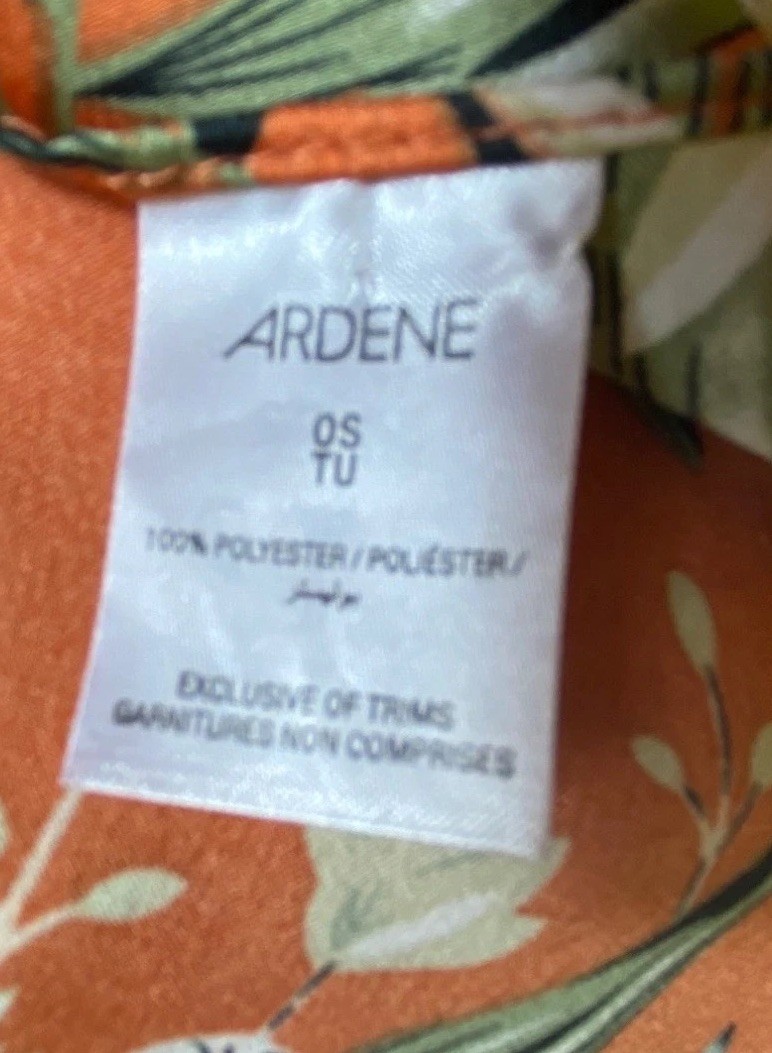 ARDENE
OS
TU
100% POLYESTER / POLIÉSTER /
بوليستر
EXCLUSIVE OF TRIMS
GARNITURES NON COMPRISES